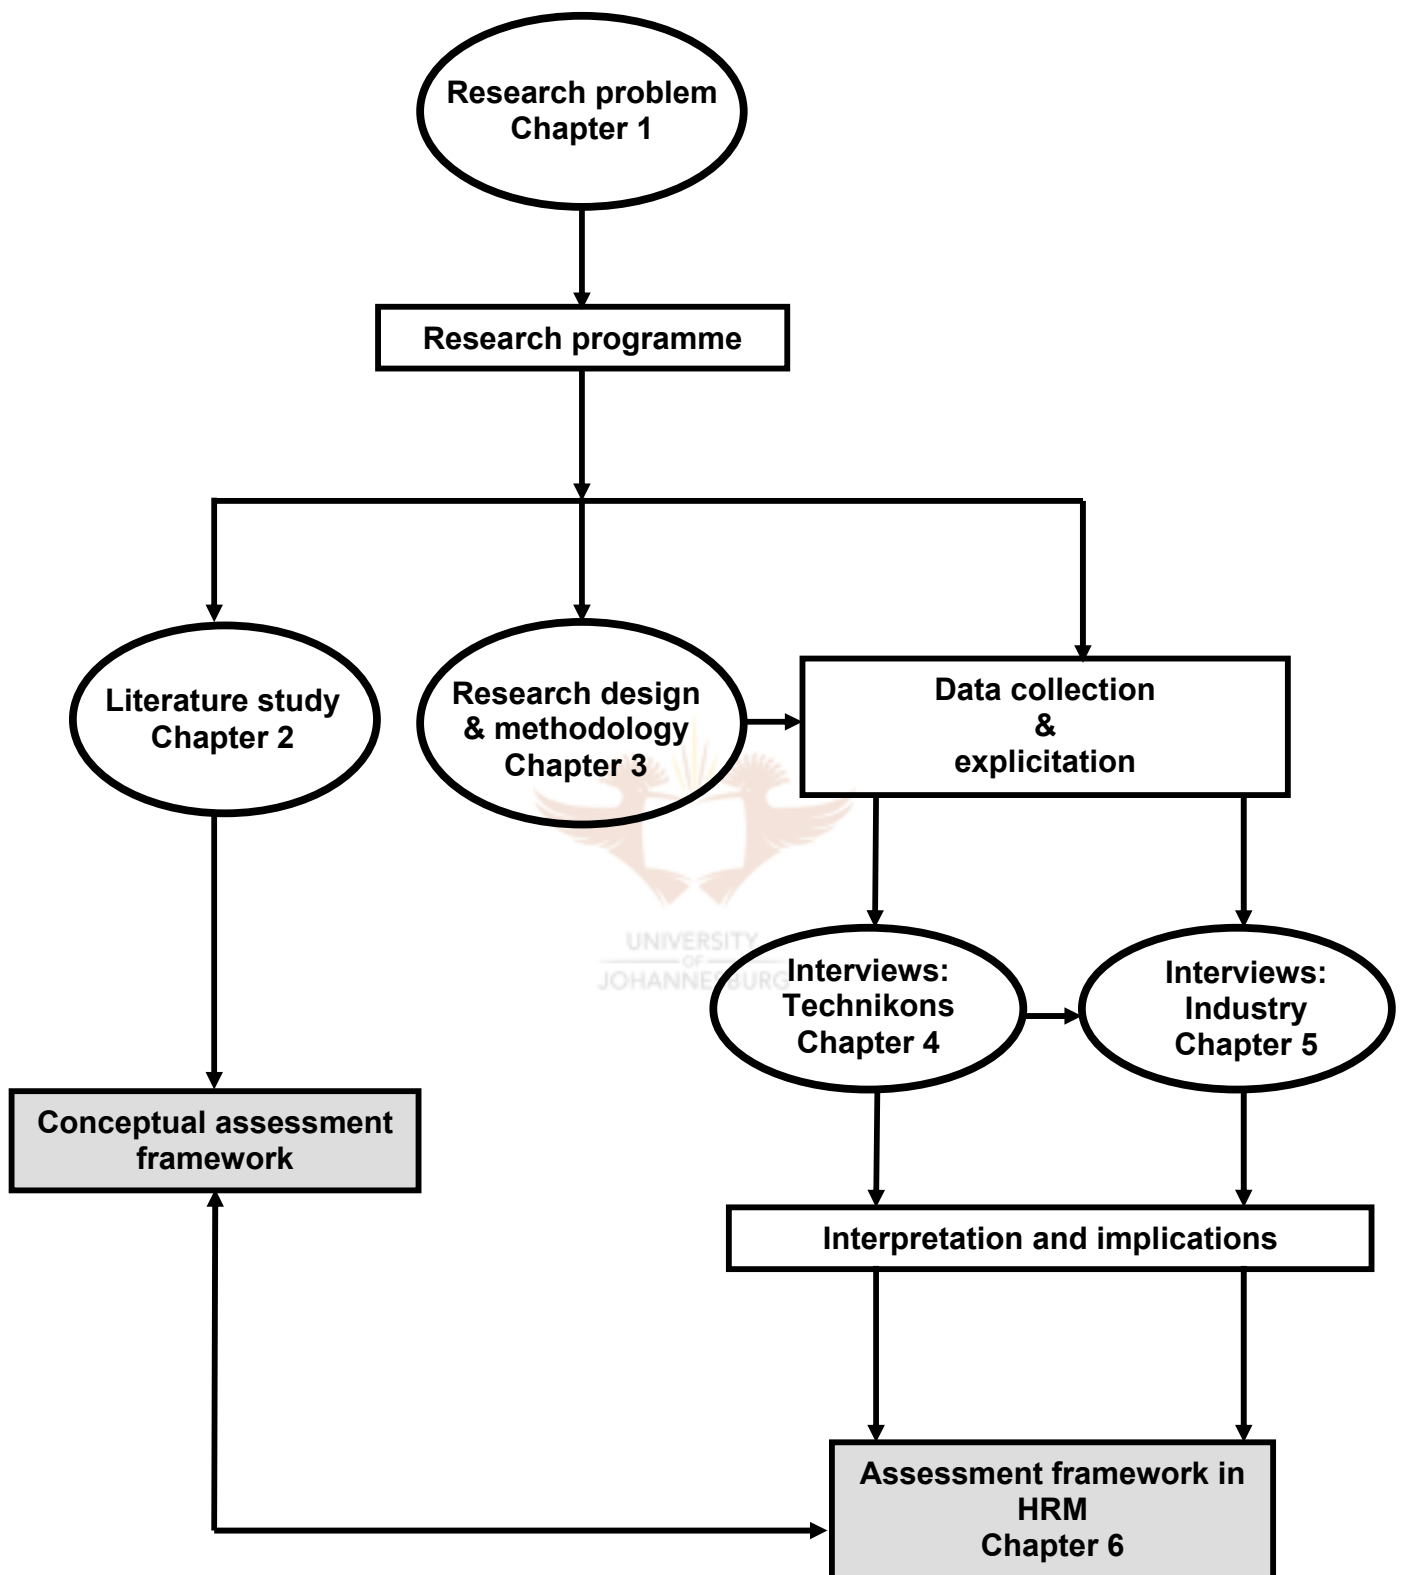 Research problem
Chapter 1
Research programme
Literature study
Chapter 2
Research design
& methodology
Chapter 3
Data collection
&
explicitation
UNIVERSITY
OF
JOHANNESBURG
Interviews:
Technikons
Chapter 4
Interviews:
Industry
Chapter 5
Conceptual assessment
framework
Interpretation and implications
Assessment framework in
HRM
Chapter 6